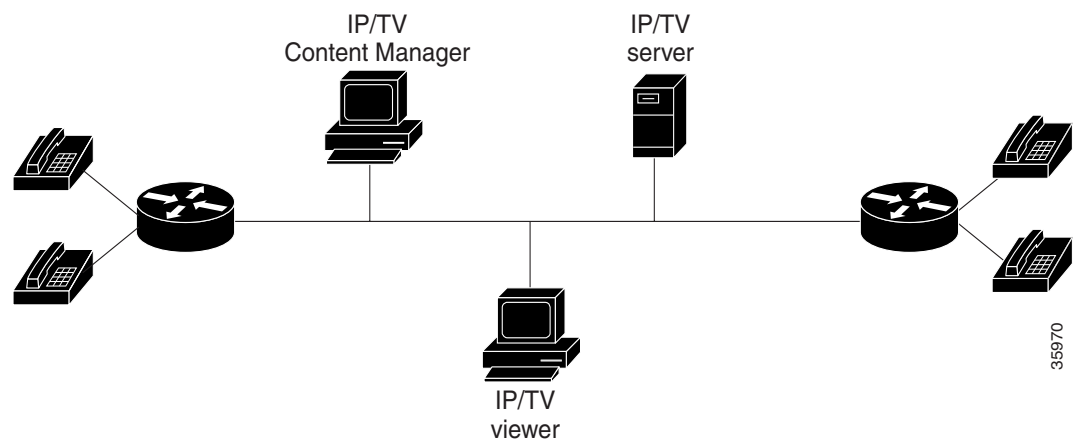 IP/TV
Content Manager
IP/TV
server
IP/TV
viewer
35970